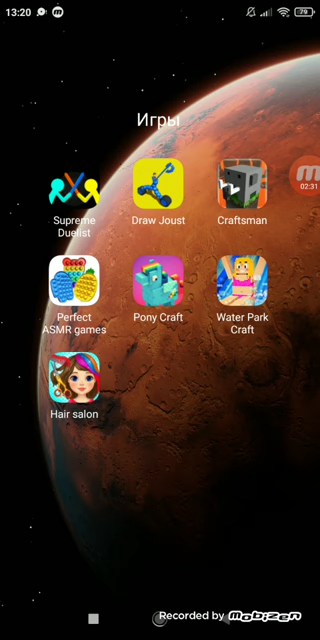 13:20
79
Игры
02:31
Supreme
Duelist
Draw Joust
Craftsman
Perfect
ASMR games
Pony Craft
Water Park
Craft
Hair salon
Recorded by MOBIZEN